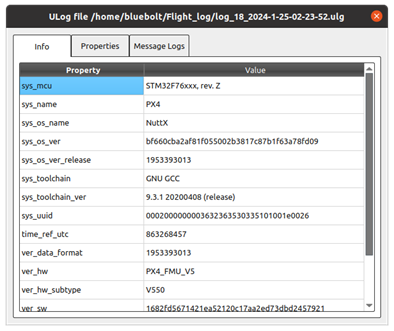 ULog file /home/bluebolt/Flight_log/log_18_2024-1-25-02-23-52.ulg
Info Properties Message Logs
Property Value
sys_mcu STM32F76xxx, rev. Z
sys_name PX4
sys_os_name NuttX
sys_os_ver bf660cba2af81f055002b3817c87b1f63a78fd09
sys_os_ver_release 1953393013
sys_toolchain GNU GCC
sys_toolchain_ver 9.3.1 20200408 (release)
sys_uuid 000200000000363236353033510​1001e0026
time_ref_utc 863268457
ver_data_format 1953393013
ver_hw PX4_FMU_V5
ver_hw_subtype V550
ver_sw 1682fd5671421ea52120c17aa2ed73dbd2457921